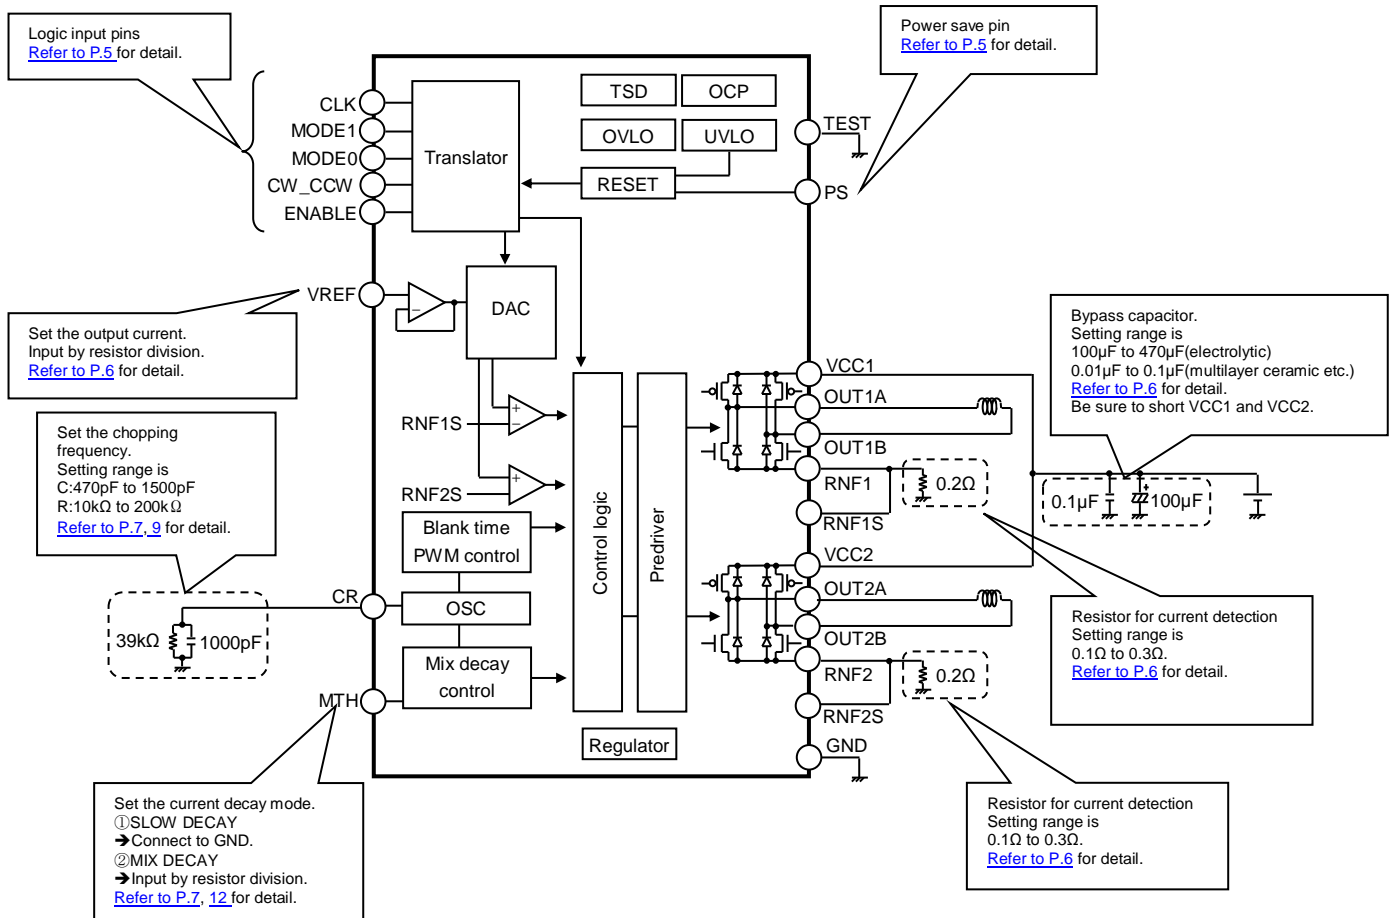 Logic input pins
Refer to P.5 for detail.
Power save pin
Refer to P.5 for detail.
CLK
MODE1
MODE0
CW_CCW
ENABLE
Translator
TSD
OCP
OVLO
UVLO
RESET
TEST
PS
VREF
DAC
Set the output current.
Input by resistor division.
Refer to P.6 for detail.
Bypass capacitor.
Setting range is
100µF to 470µF(electrolytic)
0.01µF to 0.1µF(multilayer ceramic etc.)
Refer to P.6 for detail.
Be sure to short VCC1 and VCC2.
Set the chopping
frequency.
Setting range is
C:470pF to 1500pF
R:10kΩ to 200kΩ
Refer to P.7, 9 for detail.
RNF1S
RNF2S
Blank time
PWM control
OSC
Mix decay
control
Control logic
Predriver
Regulator
VCC1
OUT1A
OUT1B
RNF1
RNF1S
0.2Ω
0.1µF
100µF
VCC2
OUT2A
OUT2B
RNF2
RNF2S
0.2Ω
GND
CR
39kΩ
1000pF
MTH
Resistor for current detection
Setting range is
0.1Ω to 0.3Ω.
Refer to P.6 for detail.
Set the current decay mode.
①SLOW DECAY
➔Connect to GND.
②MIX DECAY
➔Input by resistor division.
Refer to P.7, 12 for detail.
Resistor for current detection
Setting range is
0.1Ω to 0.3Ω.
Refer to P.6 for detail.